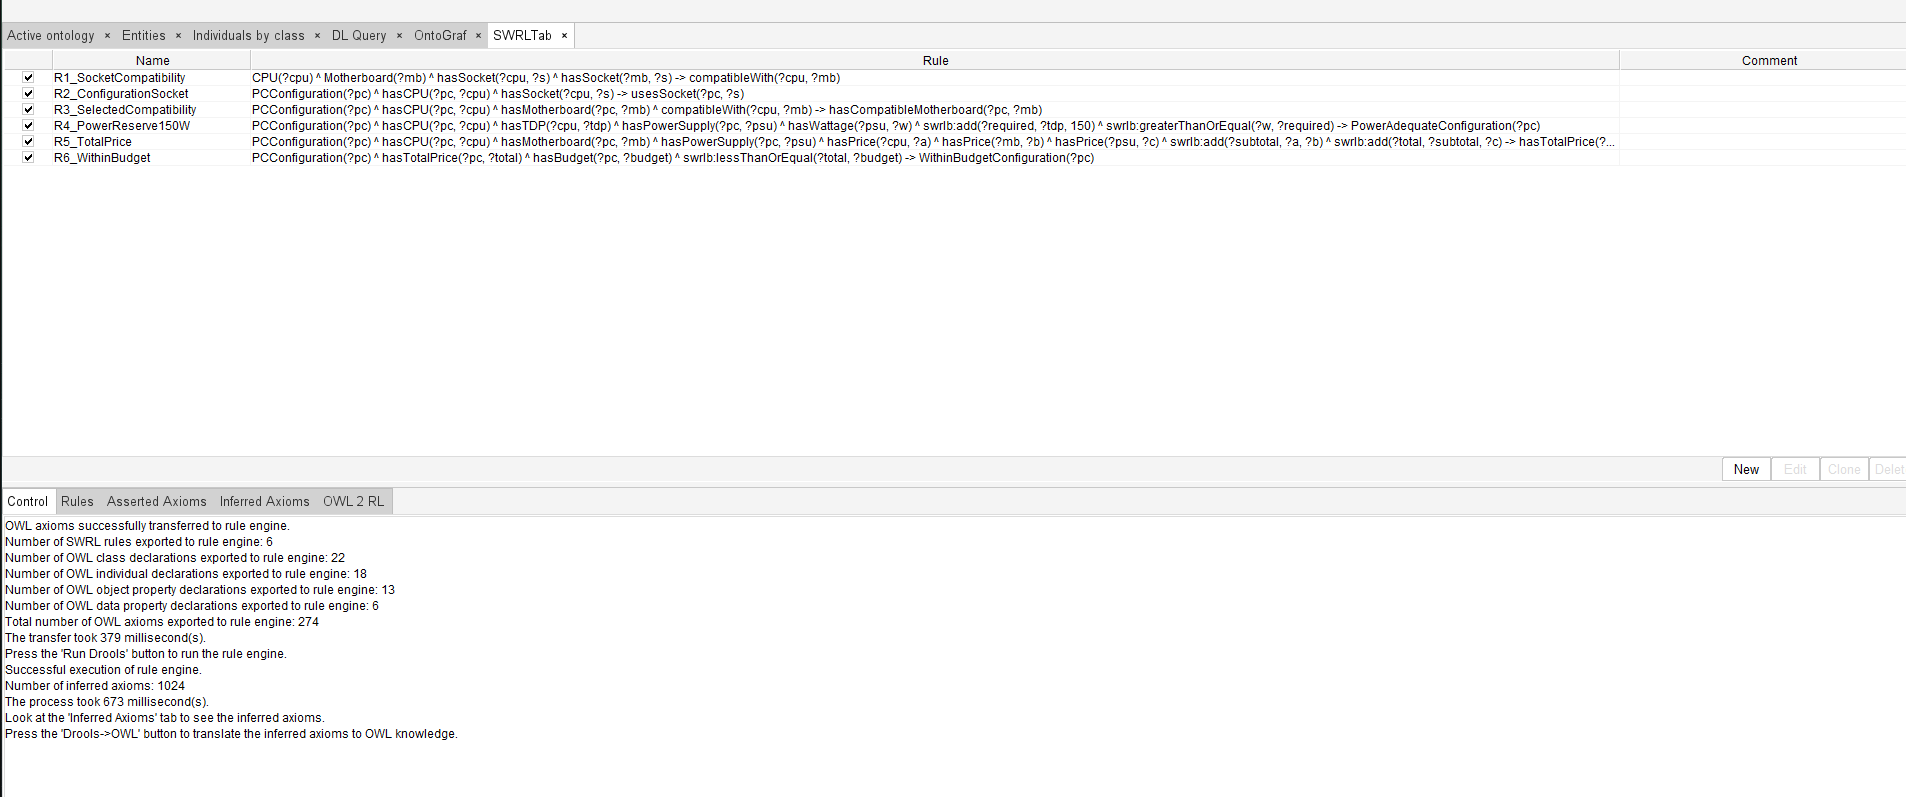 Active ontology × Entities × Individuals by class × DL Query × OntoGraf × SWRLTab ×
Name Rule Comment
R1_SocketCompatibility CPU(?cpu) ^ Motherboard(?mb) ^ hasSocket(?cpu, ?s) ^ hasSocket(?mb, ?s) -> compatibleWith(?cpu, ?mb)
R2_ConfigurationSocket PCConfiguration(?pc) ^ hasCPU(?pc, ?cpu) ^ hasSocket(?cpu, ?s) -> usesSocket(?pc, ?s)
R3_SelectedCompatibility PCConfiguration(?pc) ^ hasCPU(?pc, ?cpu) ^ hasMotherboard(?pc, ?mb) ^ compatibleWith(?cpu, ?mb) -> hasCompatibleMotherboard(?pc, ?mb)
R4_PowerReserve150W PCConfiguration(?pc) ^ hasCPU(?pc, ?cpu) ^ hasTDP(?cpu, ?tdp) ^ hasPowerSupply(?pc, ?psu) ^ hasWattage(?psu, ?w) ^ swrlb:add(?required, ?tdp, 150) ^ swrlb:greaterThanOrEqual(?w, ?required) -> PowerAdequateConfiguration(?pc)
R5_TotalPrice PCConfiguration(?pc) ^ hasCPU(?pc, ?cpu) ^ hasMotherboard(?pc, ?mb) ^ hasPowerSupply(?pc, ?psu) ^ hasPrice(?cpu, ?a) ^ hasPrice(?mb, ?b) ^ hasPrice(?psu, ?c) ^ swrlb:add(?subtotal, ?a, ?b) ^ swrlb:add(?total, ?subtotal, ?c) -> hasTotalPrice(?...
R6_WithinBudget PCConfiguration(?pc) ^ hasTotalPrice(?pc, ?total) ^ hasBudget(?pc, ?budget) ^ swrlb:lessThanOrEqual(?total, ?budget) -> WithinBudgetConfiguration(?pc)
New Edit Clone Delet
Control Rules Asserted Axioms Inferred Axioms OWL 2 RL
OWL axioms successfully transferred to rule engine.
Number of SWRL rules exported to rule engine: 6
Number of OWL class declarations exported to rule engine: 22
Number of OWL individual declarations exported to rule engine: 18
Number of OWL object property declarations exported to rule engine: 13
Number of OWL data property declarations exported to rule engine: 6
Total number of OWL axioms exported to rule engine: 274
The transfer took 379 millisecond(s).
Press the 'Run Drools' button to run the rule engine.
Successful execution of rule engine.
Number of inferred axioms: 1024
The process took 673 millisecond(s).
Look at the 'Inferred Axioms' tab to see the inferred axioms.
Press the 'Drools->OWL' button to translate the inferred axioms to OWL knowledge.